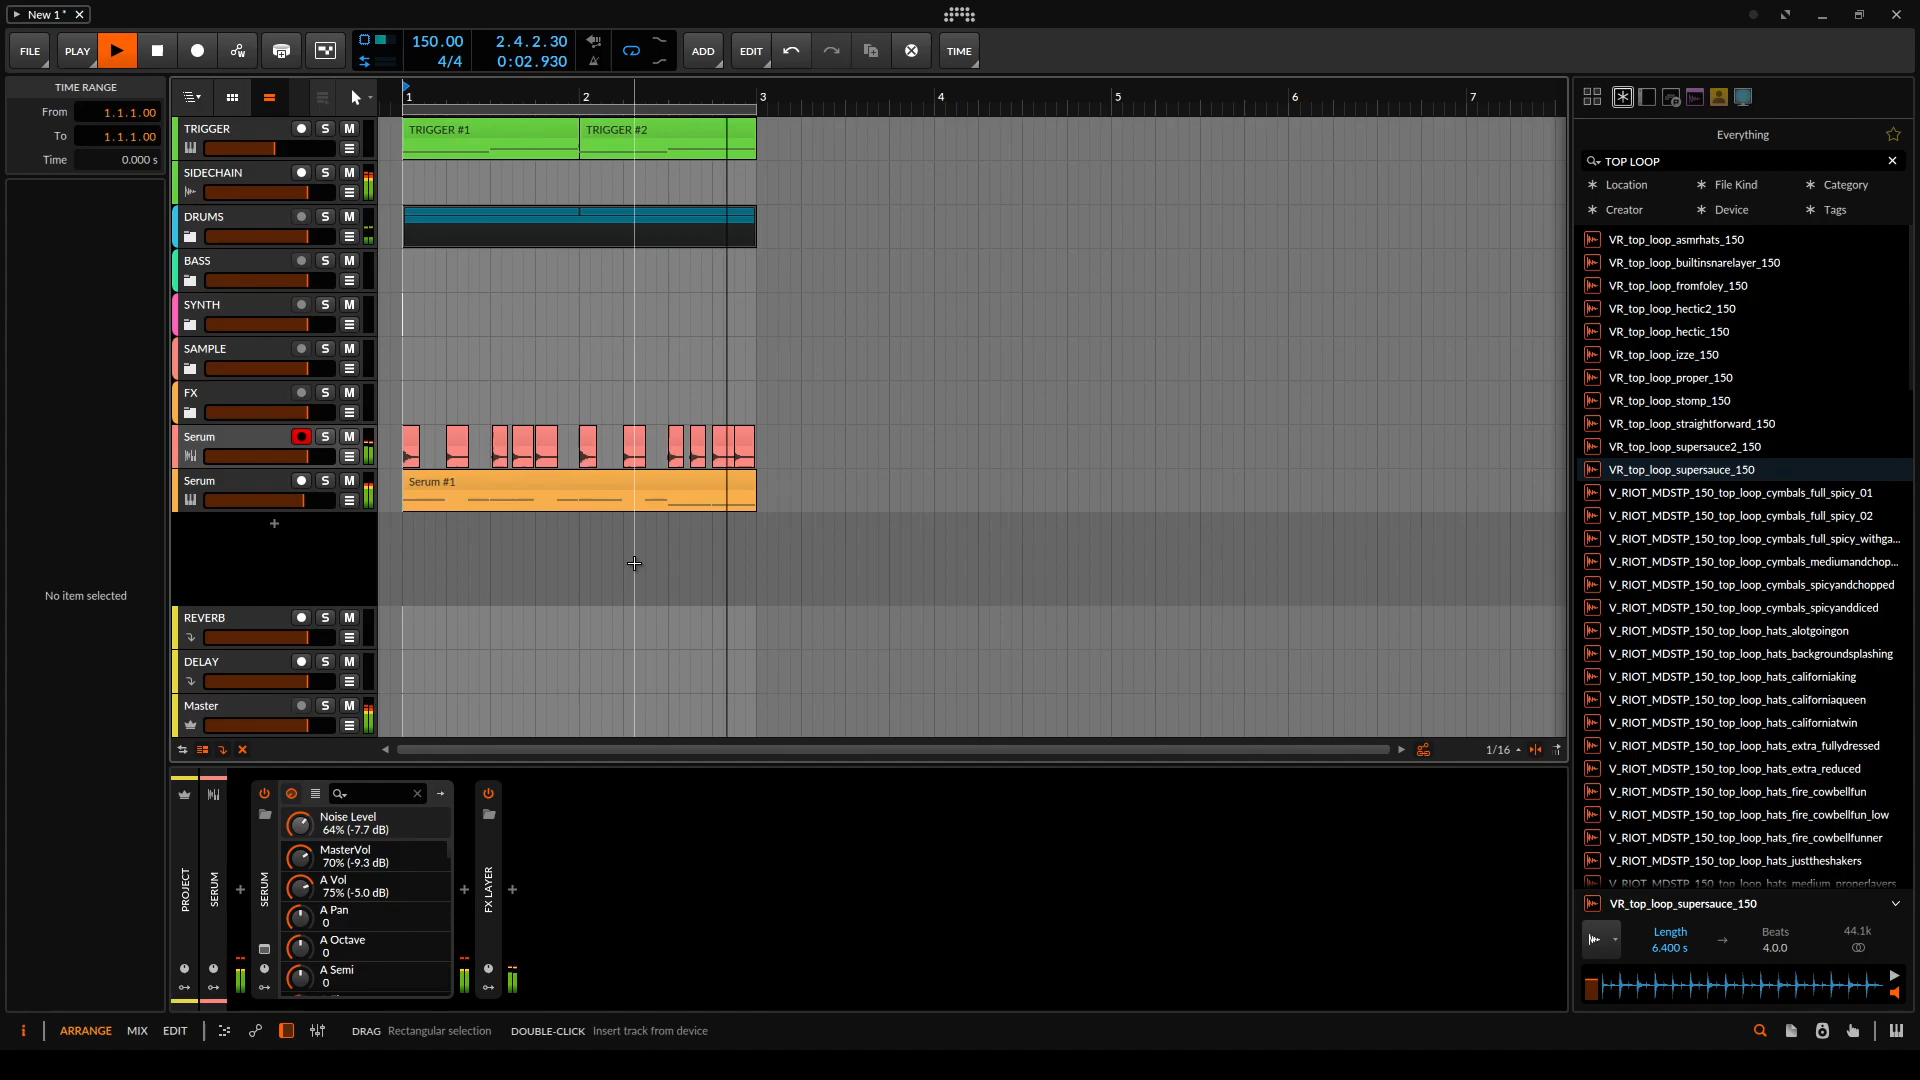 New 1 *
FILE
PLAY
150.00
4/4
2.4.2.30
0:02.930
ADD
EDIT
TIME
TIME RANGE
From 1.1.1.00
To 1.1.1.00
Time 0.000 s
No item selected
1 2 3 4 5 6 7
TRIGGER S M
TRIGGER #1
TRIGGER #2
SIDECHAIN S M
DRUMS S M
BASS S M
SYNTH S M
SAMPLE S M
FX S M
Serum S M
Serum S M
Serum #1
REVERB S M
DELAY S M
Master S M
1/16
PROJECT
SERUM
SERUM
Noise Level
64% (-7.7 dB)
MasterVol
70% (-9.3 dB)
A Vol
75% (-5.0 dB)
A Pan
0
A Octave
0
A Semi
0
FX LAYER
Everything
TOP LOOP
Location
File Kind
Category
Creator
Device
Tags
VR_top_loop_asmrhats_150
VR_top_loop_builtinsnarelayer_150
VR_top_loop_fromfoley_150
VR_top_loop_hectic2_150
VR_top_loop_hectic_150
VR_top_loop_izze_150
VR_top_loop_proper_150
VR_top_loop_stomp_150
VR_top_loop_straightforward_150
VR_top_loop_supersauce2_150
VR_top_loop_supersauce_150
V_RIOT_MDSTP_150_top_loop_cymbals_full_spicy_01
V_RIOT_MDSTP_150_top_loop_cymbals_full_spicy_02
V_RIOT_MDSTP_150_top_loop_cymbals_full_spicy_withga...
V_RIOT_MDSTP_150_top_loop_cymbals_mediumandchop...
V_RIOT_MDSTP_150_top_loop_cymbals_spicyandchopped
V_RIOT_MDSTP_150_top_loop_cymbals_spicyanddiced
V_RIOT_MDSTP_150_top_loop_hats_alotgoingon
V_RIOT_MDSTP_150_top_loop_hats_backgroundsplashing
V_RIOT_MDSTP_150_top_loop_hats_californiaking
V_RIOT_MDSTP_150_top_loop_hats_californiaqueen
V_RIOT_MDSTP_150_top_loop_hats_californiatwin
V_RIOT_MDSTP_150_top_loop_hats_extra_fullydressed
V_RIOT_MDSTP_150_top_loop_hats_extra_reduced
V_RIOT_MDSTP_150_top_loop_hats_fire_cowbellfun
V_RIOT_MDSTP_150_top_loop_hats_fire_cowbellfun_low
V_RIOT_MDSTP_150_top_loop_hats_fire_cowbellfunner
V_RIOT_MDSTP_150_top_loop_hats_justtheshakers
V_RIOT_MDSTP_150_top_loop_hats_medium_properlayers
VR_top_loop_supersauce_150
Length
6.400 s
Beats
4.0.0
44.1k
ARRANGE
MIX
EDIT
DRAG Rectangular selection
DOUBLE-CLICK Insert track from device